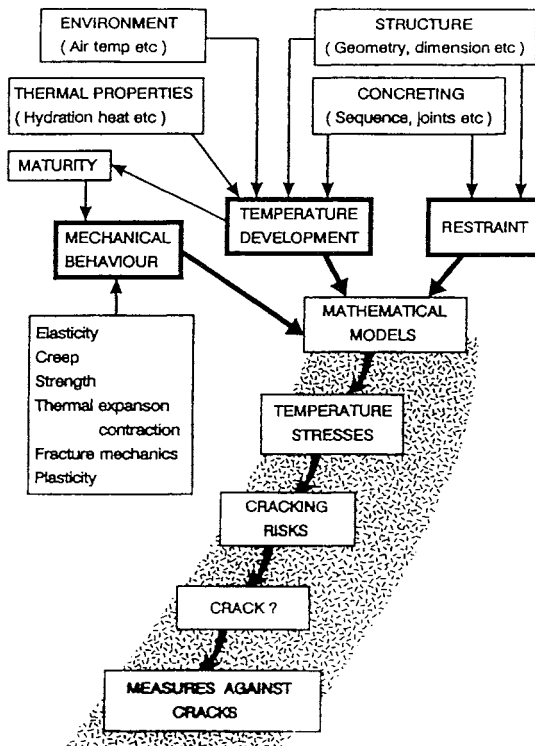 ENVIRONMENT
( Air temp etc )
STRUCTURE
( Geometry, dimension etc )
THERMAL PROPERTIES
( Hydration heat etc )
CONCRETING
( Sequence, joints etc )
MATURITY
TEMPERATURE
DEVELOPMENT
RESTRAINT
MECHANICAL
BEHAVIOUR
MATHEMATICAL
MODELS
Elasticity
Creep
Strength
Thermal expanson
contraction
Fracture mechanics
Plasticity
TEMPERATURE
STRESSES
CRACKING
RISKS
CRACK ?
MEASURES AGAINST
CRACKS